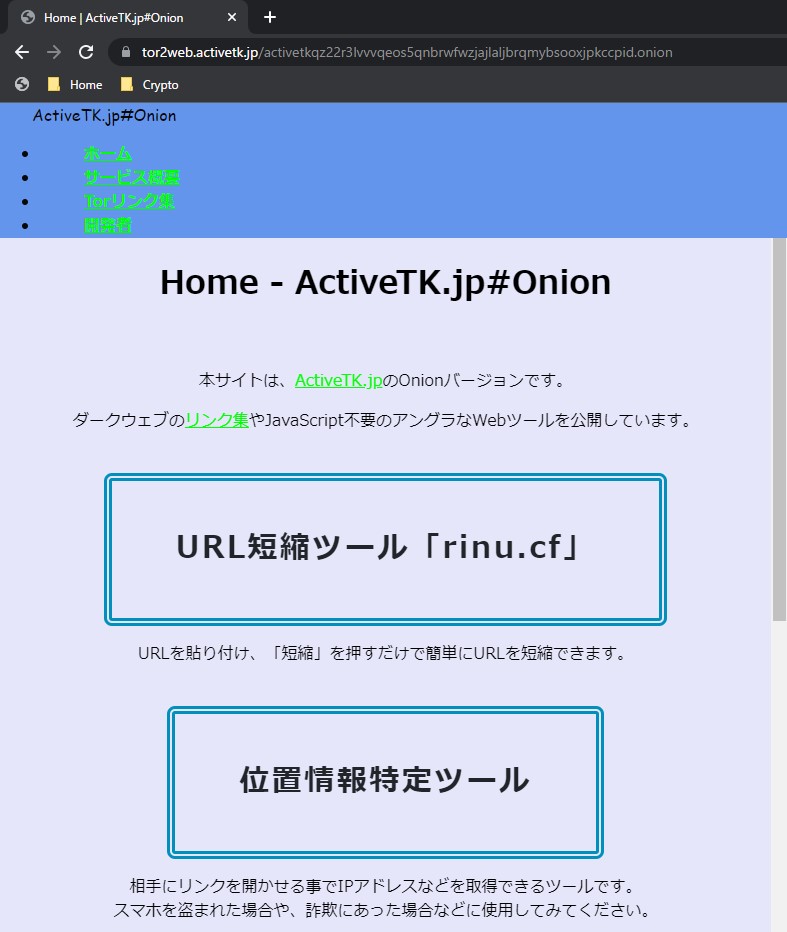 Home | ActiveTK.jp#Onion
tor2web.activetk.jp/activetkqz22r3lvvvqeos5qnbrwfwzjajlaljbrqmybsooxjpkccpid.onion
Home Crypto
ActiveTK.jp#Onion
ホーム
サービス概要
Torリンク集
開発者
Home - ActiveTK.jp#Onion
本サイトは、ActiveTK.jpのOnionバージョンです。
ダークウェブのリンク集やJavaScript不要のアングラなWebツールを公開しています。
URL短縮ツール「rinu.cf」
URLを貼り付け、「短縮」を押すだけで簡単にURLを短縮できます。
位置情報特定ツール
相手にリンクを開かせる事でIPアドレスなどを取得できるツールです。
スマホを盗まれた場合や、詐欺にあった場合などに使用してみてください。